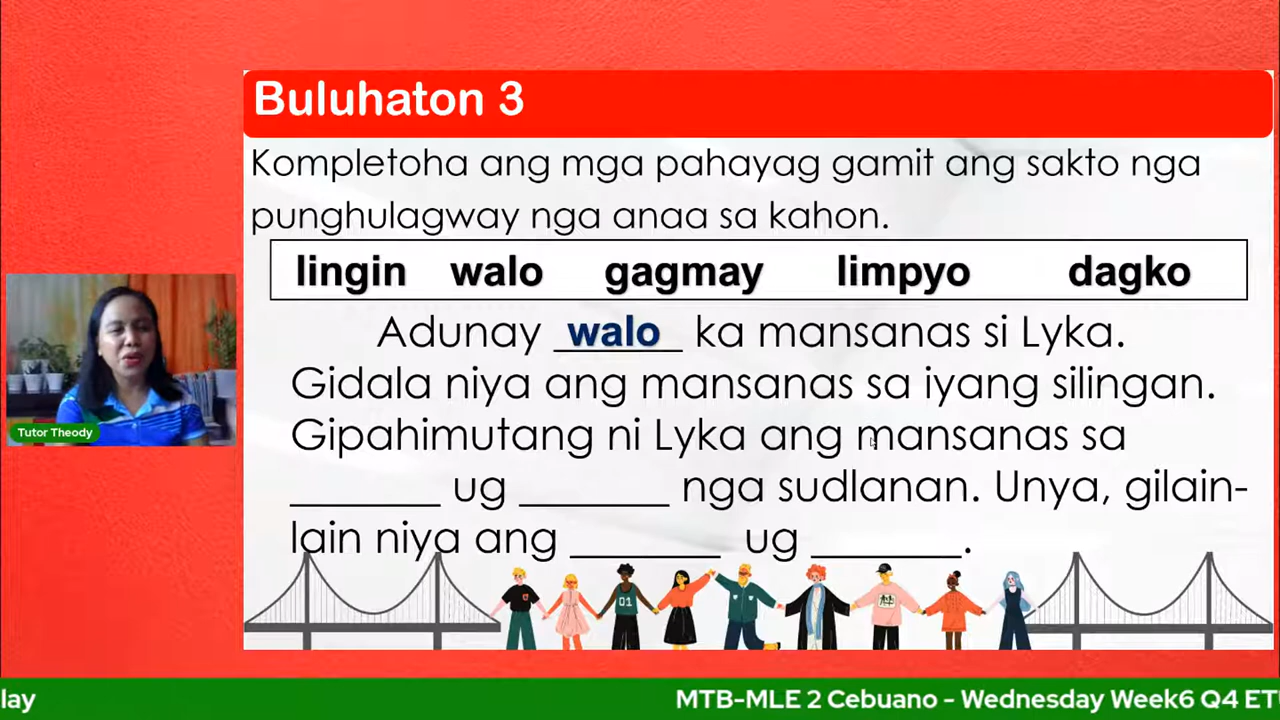 Buluhaton 3
Kompletoha ang mga pahayag gamit ang sakto nga
punghulagway nga anaa sa kahon.
lingin walo gagmay limpyo dagko
Adunay walo ka mansanas si Lyka.
Gidala niya ang mansanas sa iyang silingan.
Gipahimutang ni Lyka ang mansanas sa
_______ ug _______ nga sudlanan. Unya, gilain-
lain niya ang _______ ug _______.
Tutor Theody
01
lay MTB-MLE 2 Cebuano - Wednesday Week6 Q4 ET